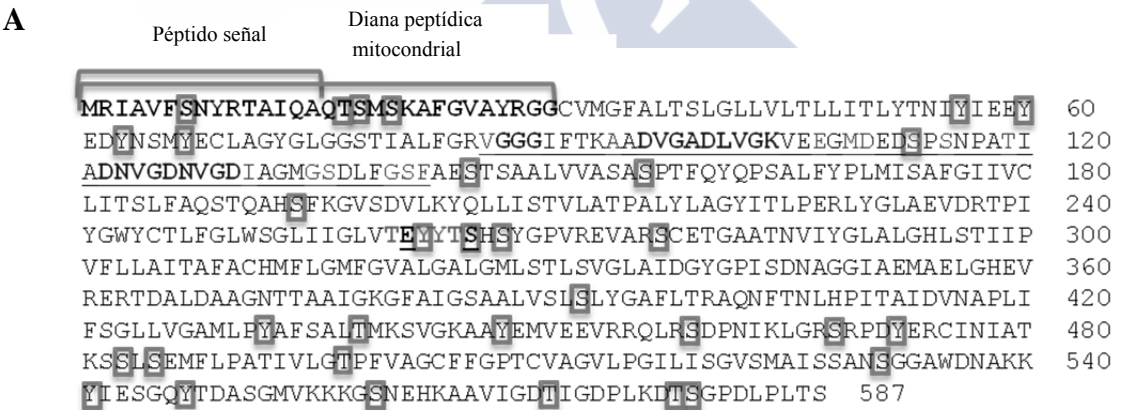 A
Péptido señal
Diana peptídica
mitocondrial
MRIAVFSNYRTAIQAQTSMSKAFGVAYRGGCVMGFALTSLGLLVLTLLITLYTNIYIEEY 60
EDYNSMYECLAGYGLGGSTIALFGRVGGGIFTKAADVGADLVGKVEEGMDEDSPSNPATI 120
ADNVGDNVGDIAGMGSDLFGSFAESTSAALVVASASPTFQYQPSALFYPLMISAFGIIVC 180
LITSLFAQSTQAHSFKGVSDVLKYQLLISTVLATPALYLAGYITLPERLYGLAEVDRTPI 240
YGWYCTLFGLWSGLIIGLVTEYYTSHSYGPVREVARSCETGAATNVIYGLALGHLSTIIP 300
VFLLAITAFACHMFLGMFGVALGALGMLSTLSVGLAIDGYGPISDNAGGIAEMAELGHEV 360
RERTDALDAAGNTTAAIGKGFAIGSAALVSLSLYGAFLTRAQNFTNLHPITAIDVNAPLI 420
FSGLLVGAMLPYAFSALTMKSVGKAAYEMVEEVRRQLRSDPNIKLGRSRPDYERCINIAT 480
KSSLSEMFLPATIVLGTPFVAGCFFGPTCVAGVLPGILISGVSMAISSANSGGAWDNAKK 540
YIESGQYTDASGMVKKKGSNEHKAAVIGDTIGDPLKDTSGPDLPLTS 587